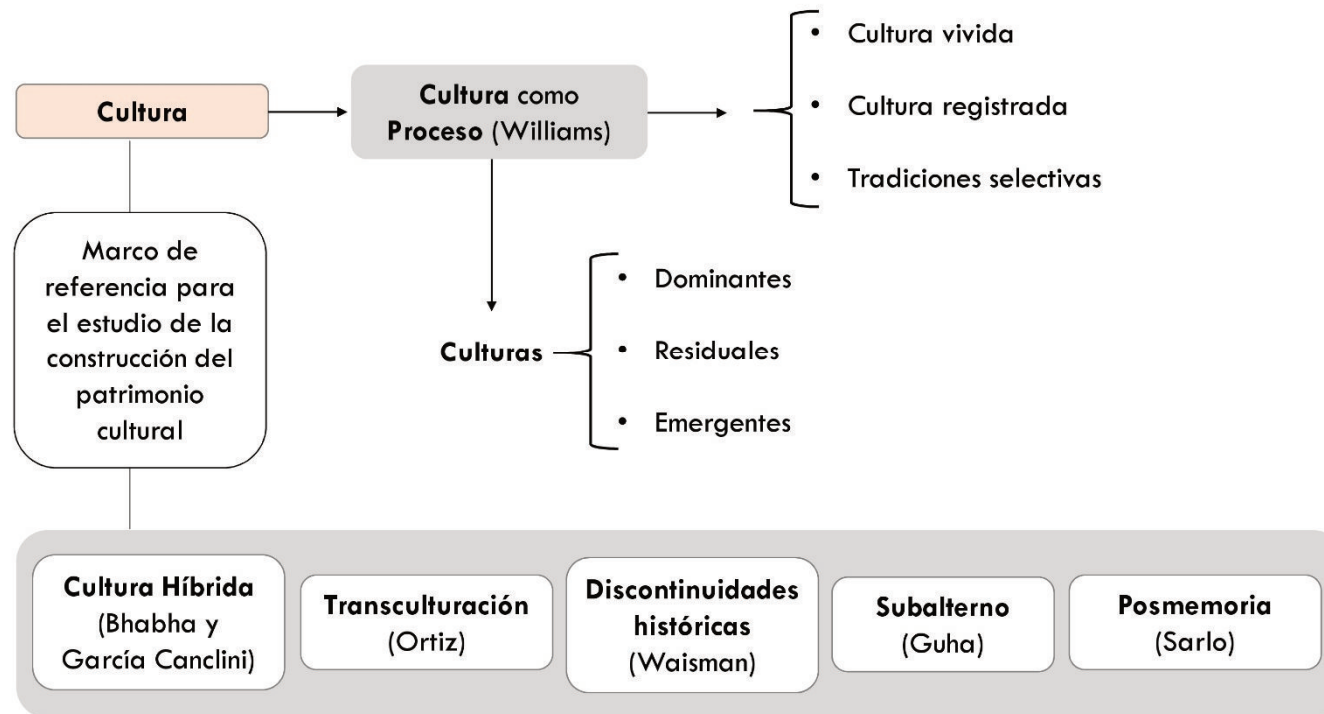 Cultura
Cultura como
Proceso (Williams)
• Cultura vivida
• Cultura registrada
• Tradiciones selectivas
Marco de
referencia para
el estudio de la
construcción del
patrimonio
cultural
Culturas
• Dominantes
• Residuales
• Emergentes
Cultura Híbrida
(Bhabha y
García Canclini)
Transculturación
(Ortiz)
Discontinuidades
históricas
(Waisman)
Subalterno
(Guha)
Posmemoria
(Sarlo)